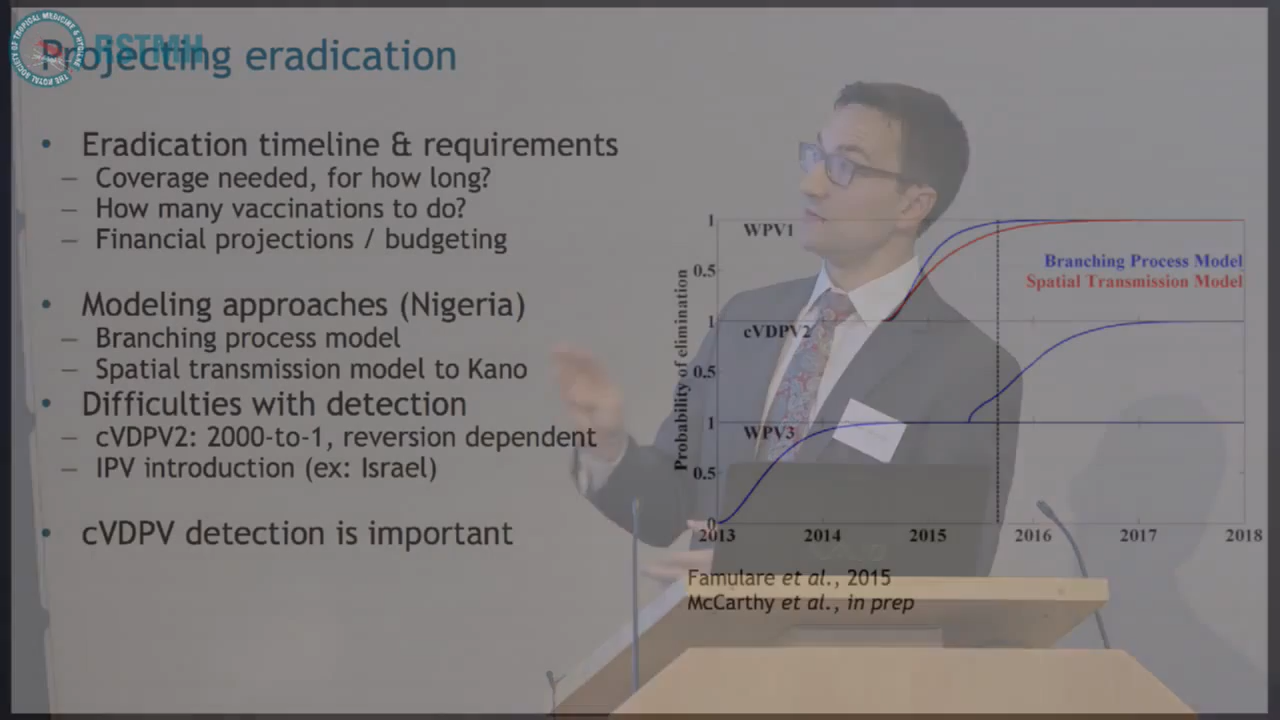 RSTMH
Projecting eradication
• Eradication timeline & requirements
– Coverage needed, for how long?
– How many vaccinations to do?
– Financial projections / budgeting
• Modeling approaches (Nigeria)
– Branching process model
– Spatial transmission model to Kano
• Difficulties with detection
– cVDPV2: 2000-to-1, reversion dependent
– IPV introduction (ex: Israel)
• cVDPV detection is important
Probability of elimination
1
WPV1
0.5
Branching Process Model
Spatial Transmission Model
1
cVDPV2
0.5
1
WPV3
0.5
0
2013 2014 2015 2016 2017 2018
Famulare et al., 2015
McCarthy et al., in prep